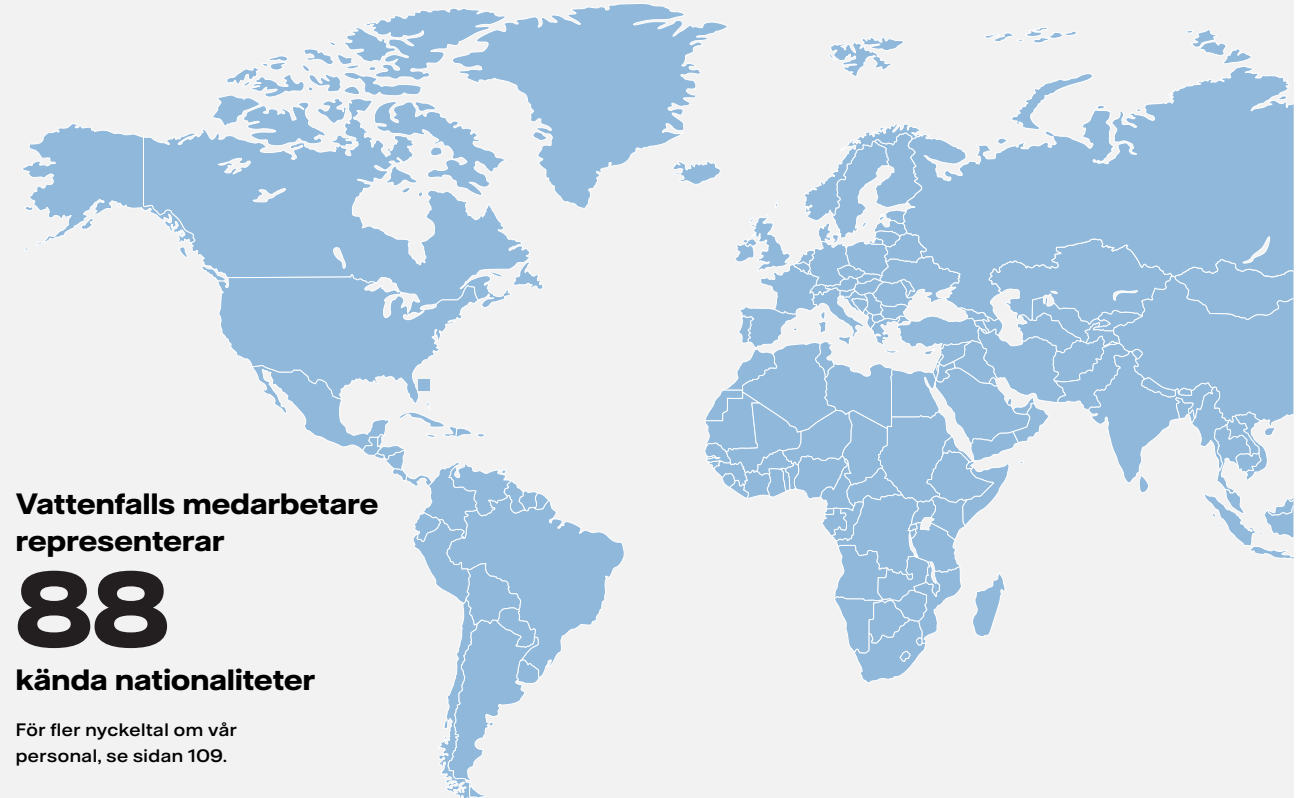 Vattenfalls medarbetare
representerar
88
kända nationaliteter
För fler nyckeltal om vår
personal, se sidan 109.